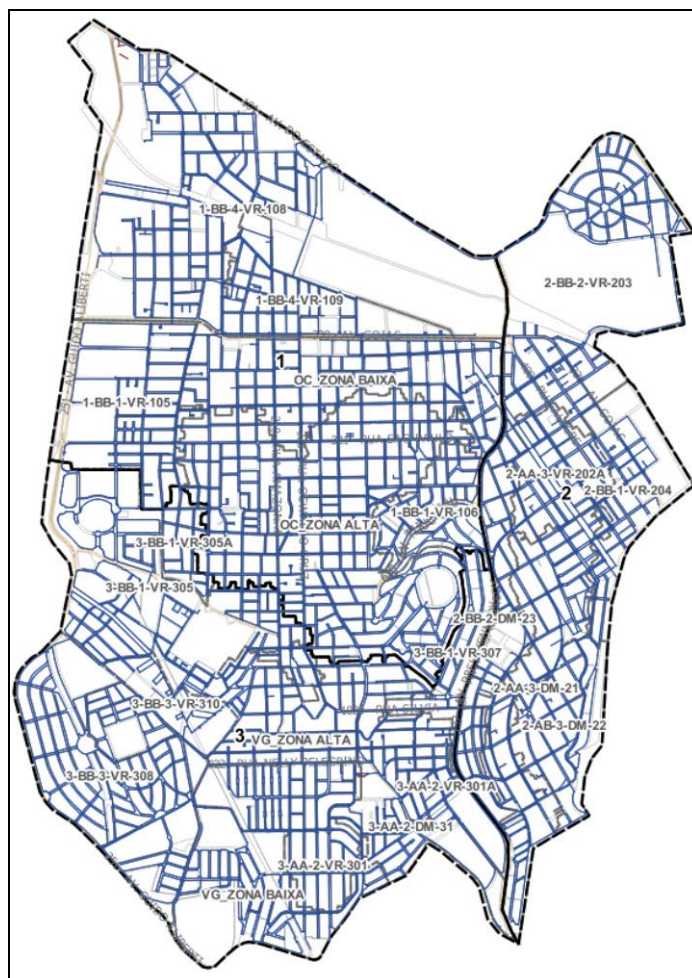 1-BB-4-VR-108
2-BB-2-VR-203
1-BB-4-VR-109
1
OC_ZONA BAIXA
1-BB-1-VR-105
2-AA-3-VR-202A
2
2-BB-1-VR-204
1-BB-1-VR-106
OC_ZONA ALTA
3-BB-1-VR-305A
3-BB-1-VR-305
2-BB-2-DM-23
3-BB-1-VR-307
2-AA-3-DM-21
3-BB-3-VR-310
2-AB-3-DM-22
3
VG_ZONA ALTA
3-BB-3-VR-308
3-AA-2-VR-301A
3-AA-2-DM-31
3-AA-2-VR-301
VG_ZONA BAIXA